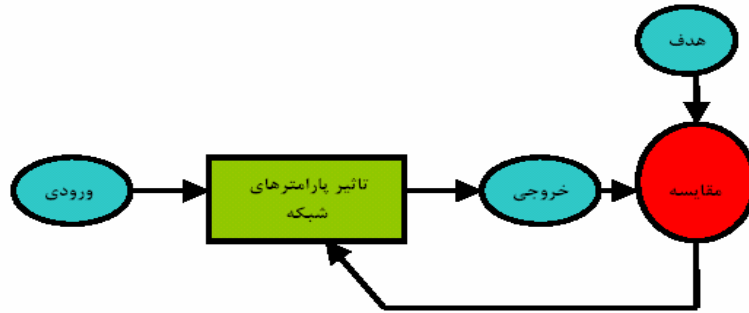 هدف
ورودی
تاثیر پارامترهای
شبکه
خروجی
مقایسه